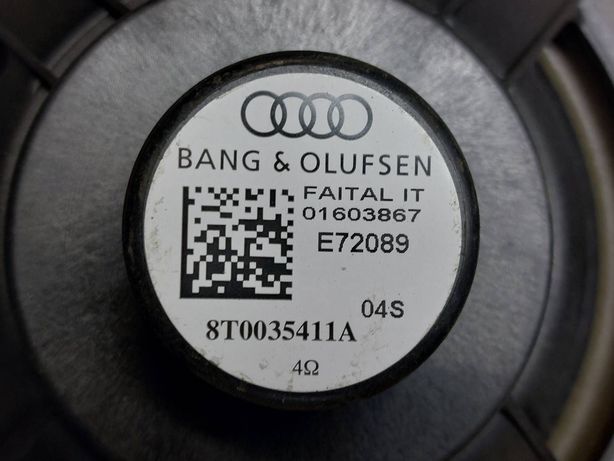 BANG & OLUFSEN
FAITAL IT
01603867
E72089
04S
8T0035411A
4Ω